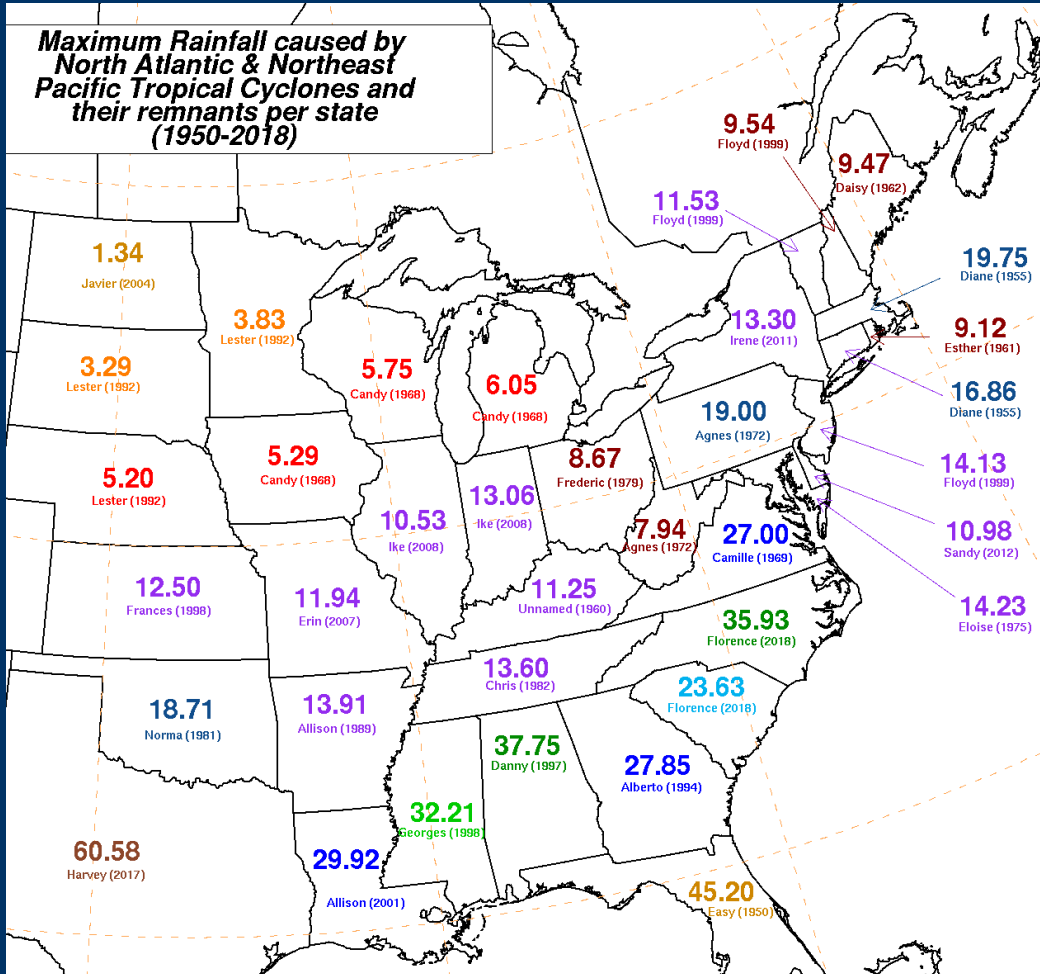 Maximum Rainfall caused by
North Atlantic & Northeast
Pacific Tropical Cyclones and
their remnants per state
(1950-2018)
9.54
Floyd (1999)
9.47
Daisy (1962)
11.53
Floyd (1999)
1.34
Javier (2004)
19.75
Diane (1955)
3.83
Lester (1992)
13.30
Irene (2011)
9.12
Esther (1961)
3.29
Lester (1992)
5.75
Candy (1968)
6.05
Candy (1968)
16.86
Diane (1955)
19.00
Agnes (1972)
5.20
Lester (1992)
5.29
Candy (1968)
8.67
Frederic (1979)
14.13
Floyd (1999)
13.06
Ike (2008)
10.53
Ike (2008)
7.94
Agnes (1972)
27.00
Camille (1969)
10.98
Sandy (2012)
12.50
Frances (1998)
11.94
Erin (2007)
11.25
Unnamed (1960)
14.23
Eloise (1975)
35.93
Florence (2018)
13.60
Chris (1982)
23.63
Florence (2018)
18.71
Norma (1981)
13.91
Allison (1989)
37.75
Danny (1997)
27.85
Alberto (1994)
32.21
Georges (1998)
60.58
Harvey (2017)
29.92
Allison (2001)
45.20
Easy (1950)